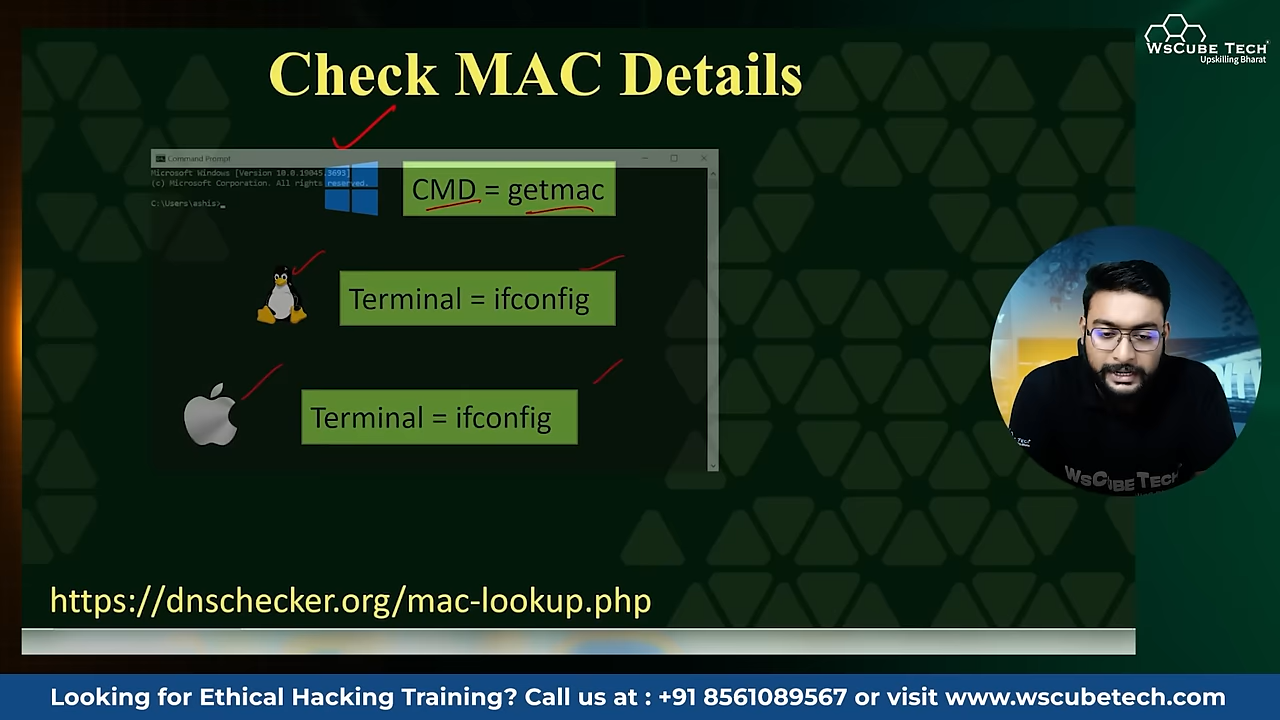 WsCube Tech
Upskilling Bharat
Check MAC Details
Command Prompt
Microsoft Windows [Version 10.0.19045.3693]
(c) Microsoft Corporation. All rights reserved.
C:\Users\ashis>
CMD = getmac
Terminal = ifconfig
Terminal = ifconfig
WsCube Tech
https://dnschecker.org/mac-lookup.php
Looking for Ethical Hacking Training? Call us at : +91 8561089567 or visit www.wscubetech.com